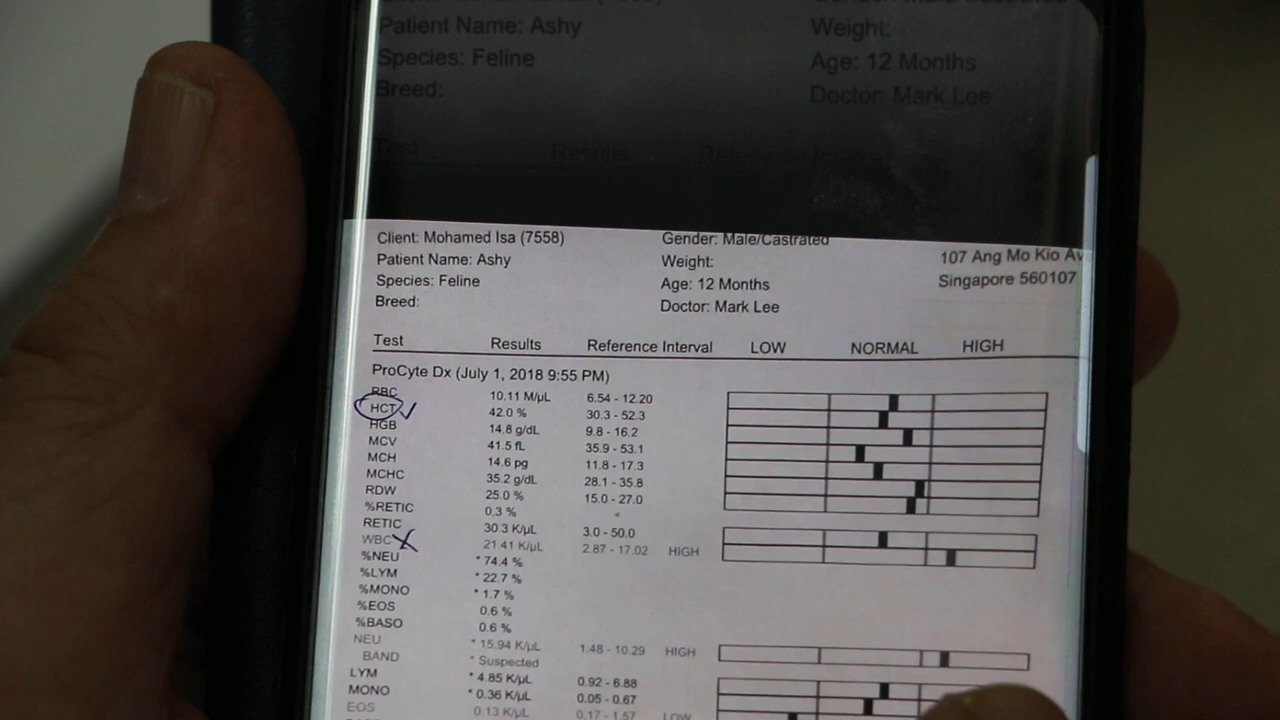 Patient Name: Ashy Weight:
Species: Feline Age: 12 Months
Breed: Doctor: Mark Lee
Test Results Reference Interval
Client: Mohamed Isa (7558) Gender: Male/Castrated
Patient Name: Ashy Weight: 107 Ang Mo Kio Av
Species: Feline Age: 12 Months Singapore 560107
Breed: Doctor: Mark Lee
Test Results Reference Interval LOW NORMAL HIGH
ProCyte Dx (July 1, 2018 9:55 PM)
RBC 10.11 M/µL 6.54 - 12.20
HCT 42.0 % 30.3 - 52.3
HGB 14.8 g/dL 9.8 - 16.2
MCV 41.5 fL 35.9 - 53.1
MCH 14.6 pg 11.8 - 17.3
MCHC 35.2 g/dL 28.1 - 35.8
RDW 25.0 % 15.0 - 27.0
%RETIC 0.3 %
RETIC 30.3 K/µL 3.0 - 50.0
WBC 21.41 K/µL 2.87 - 17.02 HIGH
%NEU * 74.4 %
%LYM * 22.7 %
%MONO * 1.7 %
%EOS 0.6 %
%BASO 0.6 %
NEU * 15.94 K/µL 1.48 - 10.29 HIGH
BAND * Suspected
LYM * 4.85 K/µL 0.92 - 6.88
MONO * 0.36 K/µL 0.05 - 0.67
EOS 0.13 K/µL 0.17 - 1.57 LOW